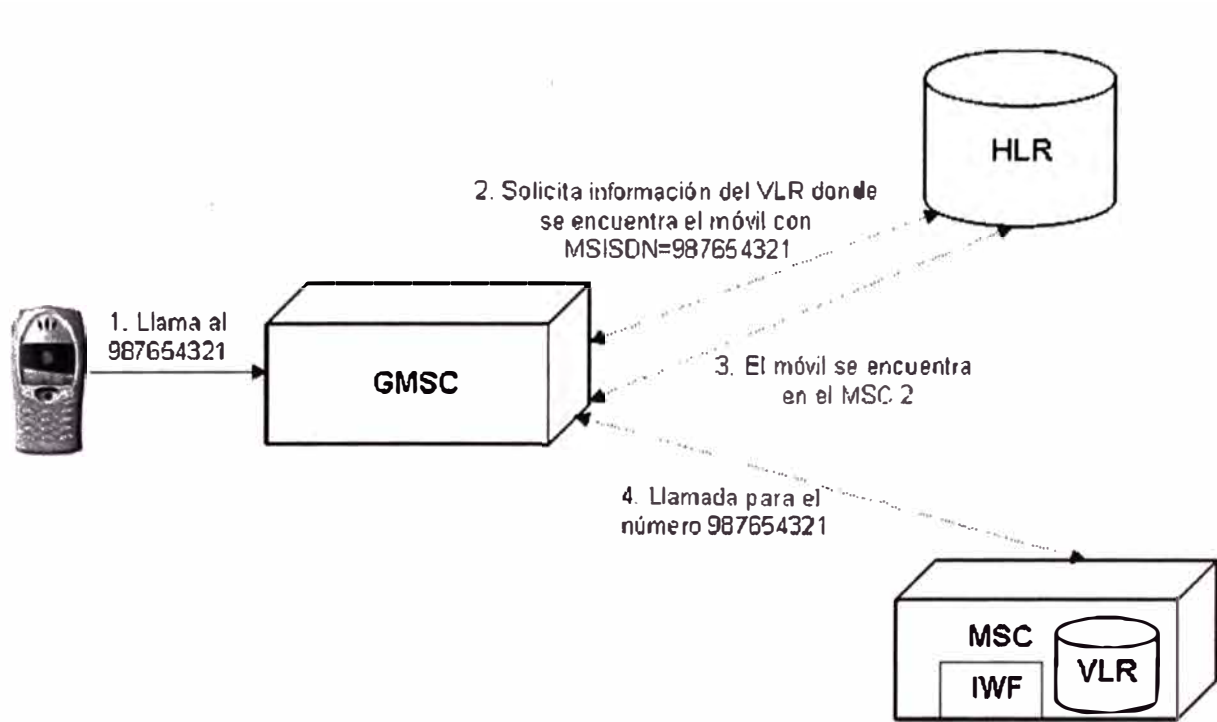 HLR
2. Solicita información del VLR donde
se encuentra el móvil con
MSISDN=987654321
1. Llama al
987654321
GMSC
3. El móvil se encuentra
en el MSC 2
4. Llamada para el
número 987654321
MSC
VLR
IWF